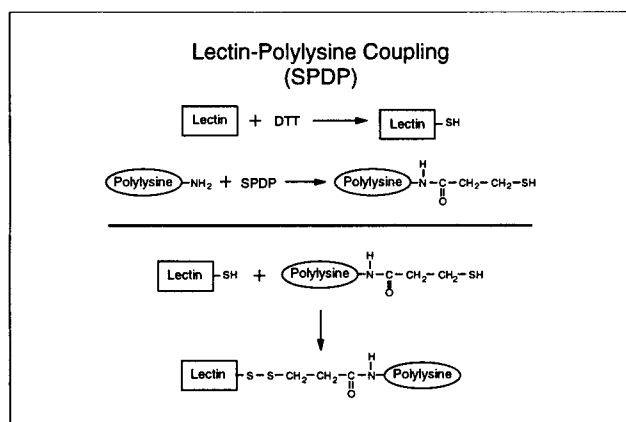 Lectin-Polylysine Coupling
(SPDP)
Lectin + DTT → Lectin -SH
Polylysine -NH₂ + SPDP → Polylysine -N-C-CH₂-CH₂-SH
H
O
Lectin -SH + Polylysine -N-C-CH₂-CH₂-SH
H
O
Lectin -S-S-CH₂-CH₂-C-N- Polylysine
H
O